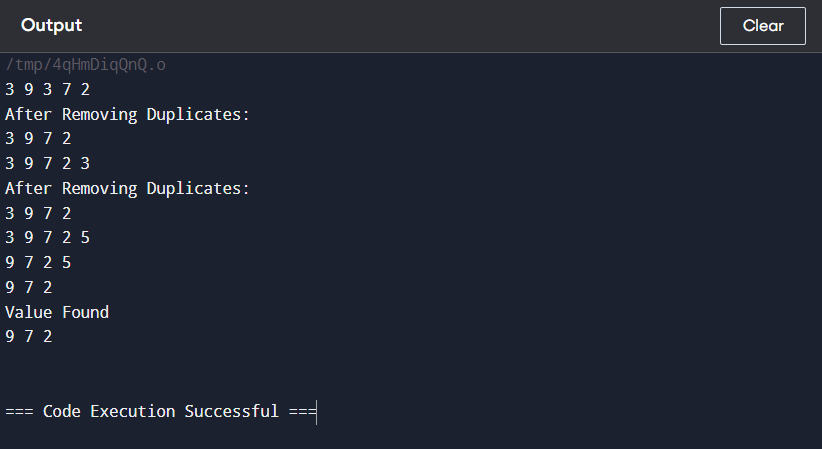 Output
Clear
/tmp/4qHmDiqQnQ.o
3 9 3 7 2
After Removing Duplicates:
3 9 7 2
3 9 7 2 3
After Removing Duplicates:
3 9 7 2
3 9 7 2 5
9 7 2 5
9 7 2
Value Found
9 7 2
=== Code Execution Successful ===